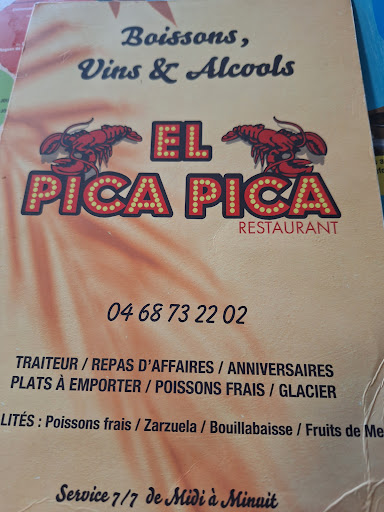 Boissons,
Vins & Alcools
EL
PICA PICA
RESTAURANT
04 68 73 22 02
TRAITEUR / REPAS D'AFFAIRES / ANNIVERSAIRES
PLATS À EMPORTER / POISSONS FRAIS / GLACIER
LITÉS : Poissons frais / Zarzuela / Bouillabaisse / Fruits de Me
Service 7/7 de Midi à Minuit